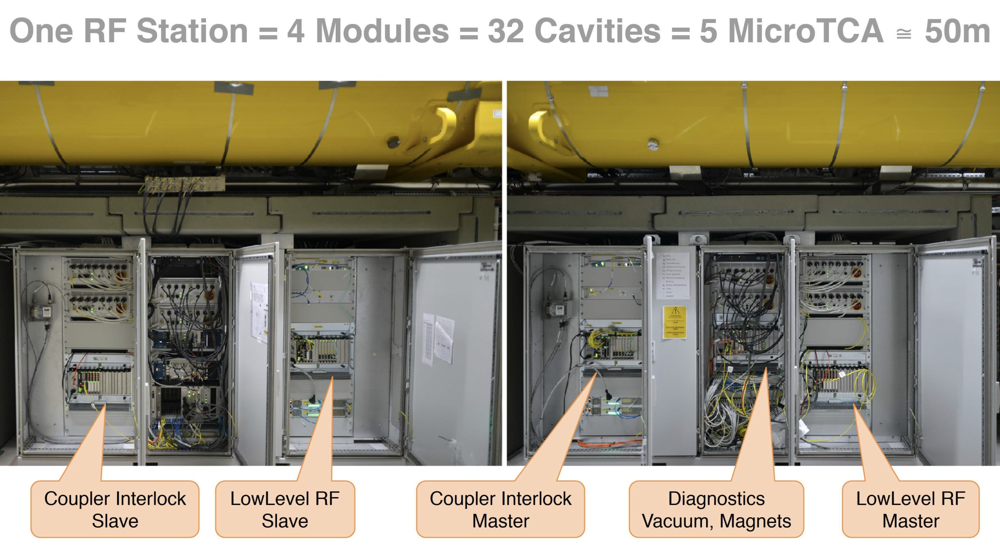 One RF Station = 4 Modules = 32 Cavities = 5 MicroTCA ≅ 50m
Coupler Interlock
Slave
LowLevel RF
Slave
Coupler Interlock
Master
Diagnostics
Vacuum, Magnets
LowLevel RF
Master